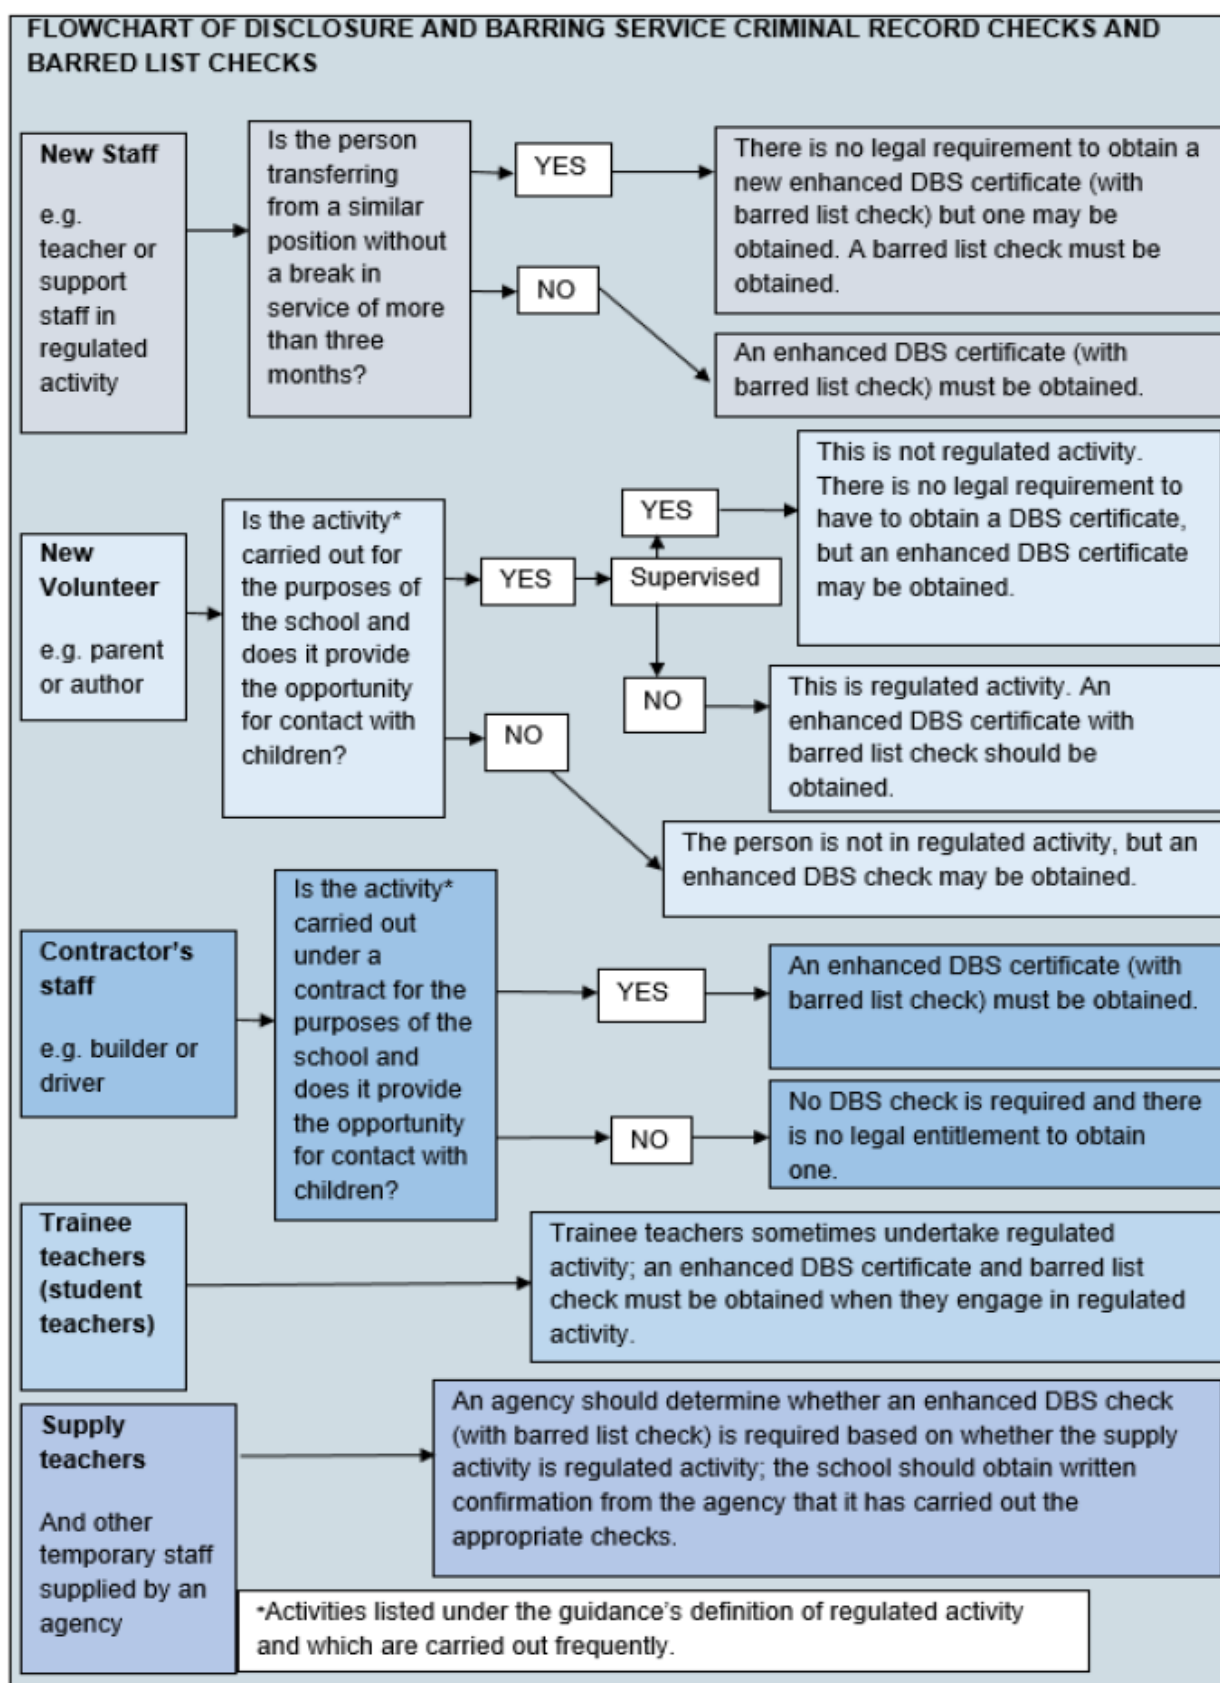 FLOWCHART OF DISCLOSURE AND BARRING SERVICE CRIMINAL RECORD CHECKS AND
BARRED LIST CHECKS
New Staff
e.g.
teacher or
support
staff in
regulated
activity
Is the person
transferring
from a similar
position without
a break in
service of more
than three
months?
YES
NO
There is no legal requirement to obtain a
new enhanced DBS certificate (with
barred list check) but one may be
obtained. A barred list check must be
obtained.
An enhanced DBS certificate (with
barred list check) must be obtained.
New
Volunteer
e.g. parent
or author
Is the activity*
carried out for
the purposes of
the school and
does it provide
the opportunity
for contact with
children?
YES
NO
Supervised
YES
NO
This is not regulated activity.
There is no legal requirement to
have to obtain a DBS certificate,
but an enhanced DBS certificate
may be obtained.
This is regulated activity. An
enhanced DBS certificate with
barred list check should be
obtained.
The person is not in regulated activity, but an
enhanced DBS check may be obtained.
Contractor's
staff
e.g. builder or
driver
Is the activity*
carried out
under a
contract for the
purposes of the
school and
does it provide
the opportunity
for contact with
children?
YES
NO
An enhanced DBS certificate (with
barred list check) must be obtained.
No DBS check is required and there
is no legal entitlement to obtain
one.
Trainee
teachers
(student
teachers)
Trainee teachers sometimes undertake regulated
activity; an enhanced DBS certificate and barred list
check must be obtained when they engage in regulated
activity.
Supply
teachers
And other
temporary staff
supplied by an
agency
An agency should determine whether an enhanced DBS check
(with barred list check) is required based on whether the supply
activity is regulated activity; the school should obtain written
confirmation from the agency that it has carried out the
appropriate checks.
*Activities listed under the guidance's definition of regulated activity
and which are carried out frequently.